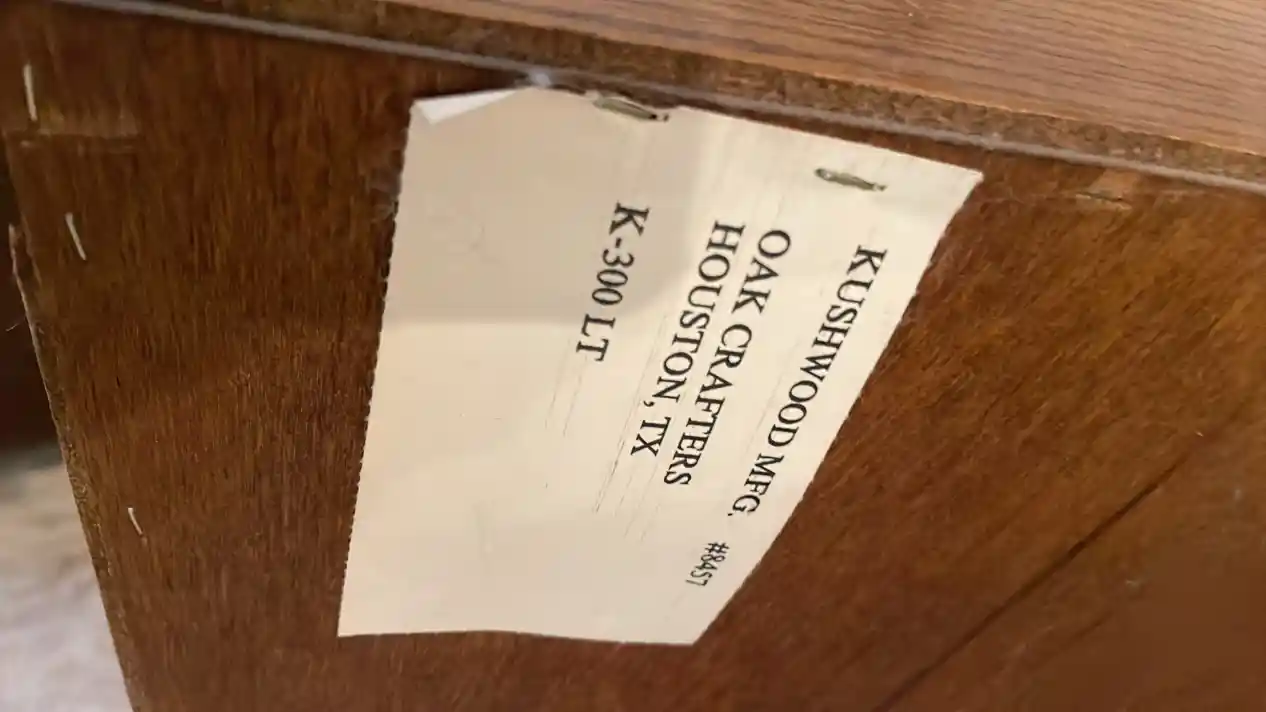 KUSHWOOD MFG. #8457
OAK CRAFTERS
HOUSTON, TX
K-300 LT